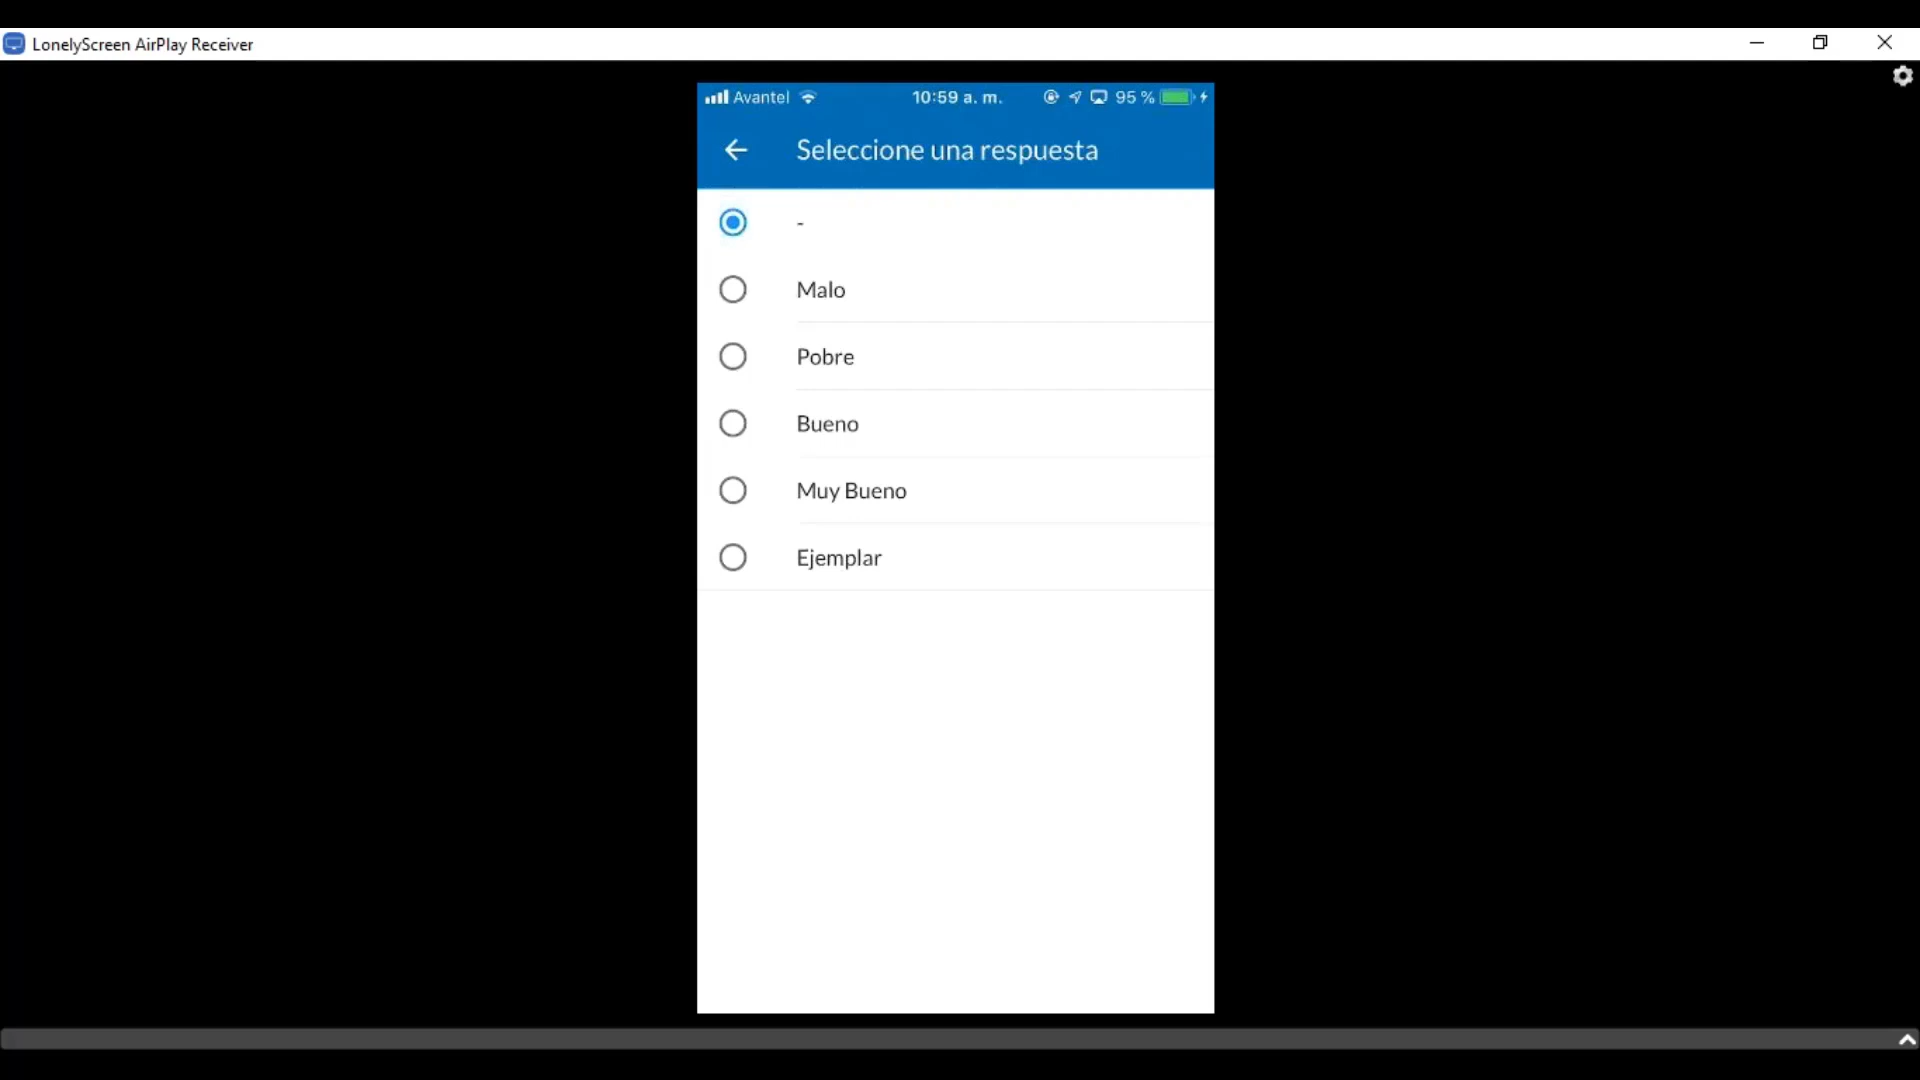 LonelyScreen AirPlay Receiver
Avantel 10:59 a. m. 95 %
Seleccione una respuesta
-
Malo
Pobre
Bueno
Muy Bueno
Ejemplar